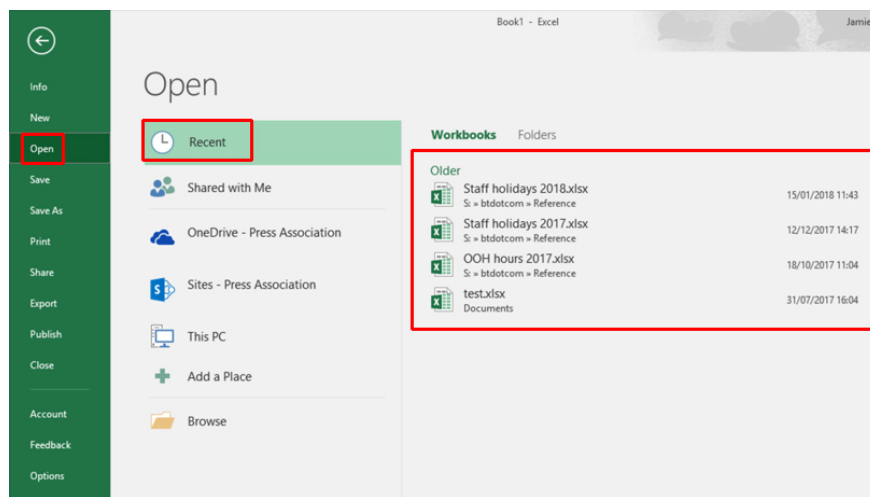 Book1 - Excel
Jamie
Info
New
Open
Save
Save As
Print
Share
Export
Publish
Close
Account
Feedback
Options
Open
Recent
Shared with Me
OneDrive - Press Association
Sites - Press Association
This PC
Add a Place
Browse
Workbooks Folders
Older
Staff holidays 2018.xlsx
S: » btdotcom » Reference
15/01/2018 11:43
Staff holidays 2017.xlsx
S: » btdotcom » Reference
12/12/2017 14:17
OOH hours 2017.xlsx
S: » btdotcom » Reference
18/10/2017 11:04
test.xlsx
Documents
31/07/2017 16:04